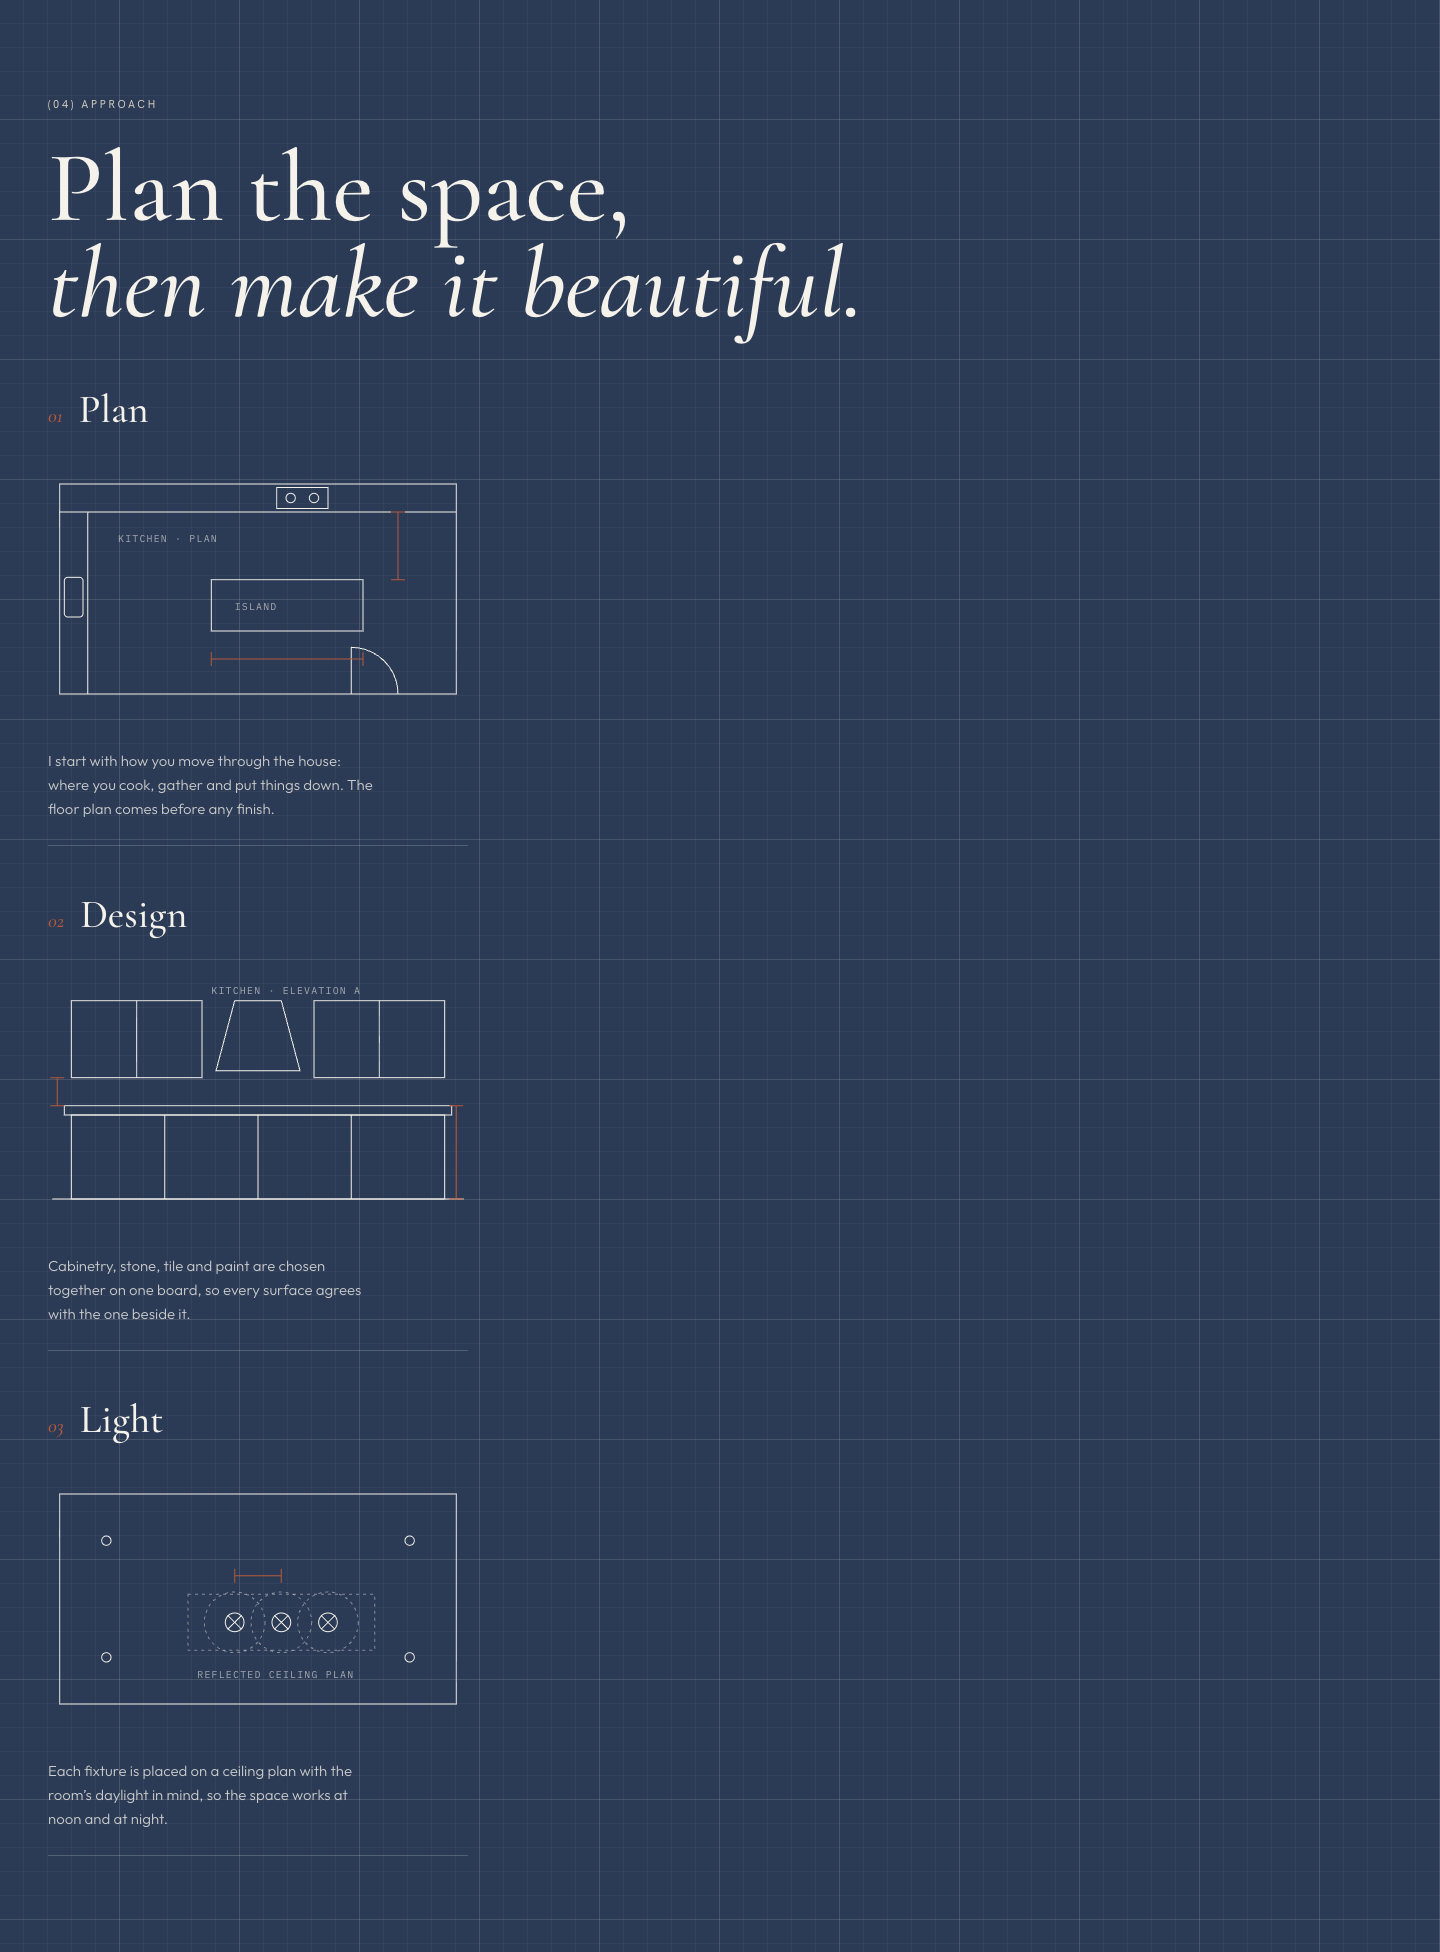 (04) APPROACH
Plan the space,
then make it beautiful.
01 Plan
KITCHEN · PLAN
ISLAND
I start with how you move through the house:
where you cook, gather and put things down. The
floor plan comes before any finish.
02 Design
KITCHEN · ELEVATION A
Cabinetry, stone, tile and paint are chosen
together on one board, so every surface agrees
with the one beside it.
03 Light
REFLECTED CEILING PLAN
Each fixture is placed on a ceiling plan with the
room's daylight in mind, so the space works at
noon and at night.